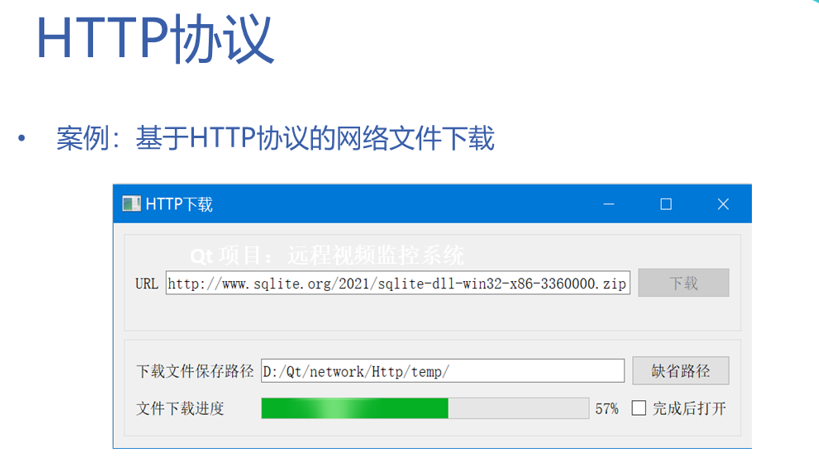 HTTP协议
• 案例：基于HTTP协议的网络文件下载
HTTP下载
Qt 项目：远程视频监控系统
URL http://www.sqlite.org/2021/sqlite-dll-win32-x86-3360000.zip 下载
下载文件保存路径 D:/Qt/network/Http/temp/ 缺省路径
文件下载进度 57% 完成后打开